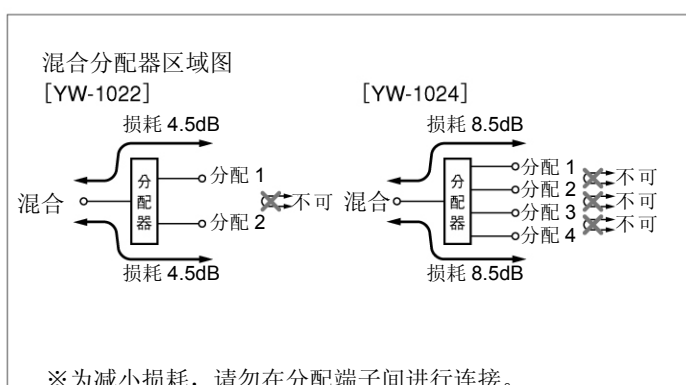 混合分配器区域图
[YW-1022]
损耗 4.5dB
混合
分配器
分配 1
分配 2
不可
损耗 4.5dB
[YW-1024]
损耗 8.5dB
混合
分配器
分配 1
分配 2
分配 3
分配 4
不可
不可
不可
损耗 8.5dB
※为减小损耗，请勿在分配端子间进行连接。